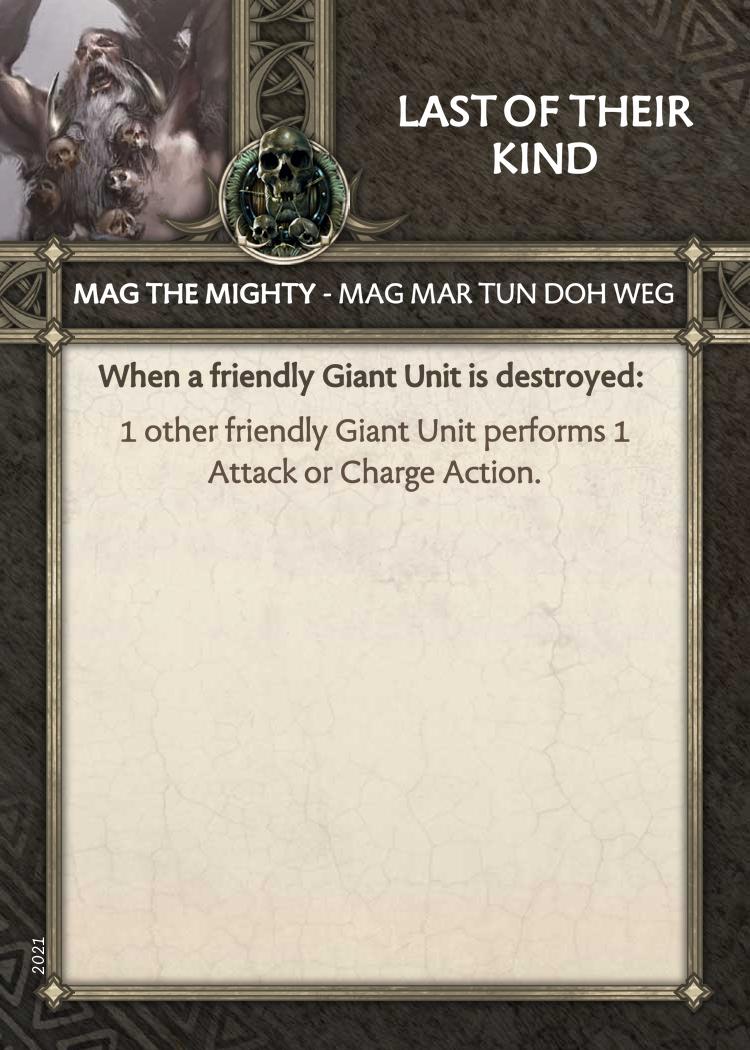 LAST OF THEIR
KIND
MAG THE MIGHTY - MAG MAR TUN DOH WEG
When a friendly Giant Unit is destroyed:
1 other friendly Giant Unit performs 1
Attack or Charge Action.
2021